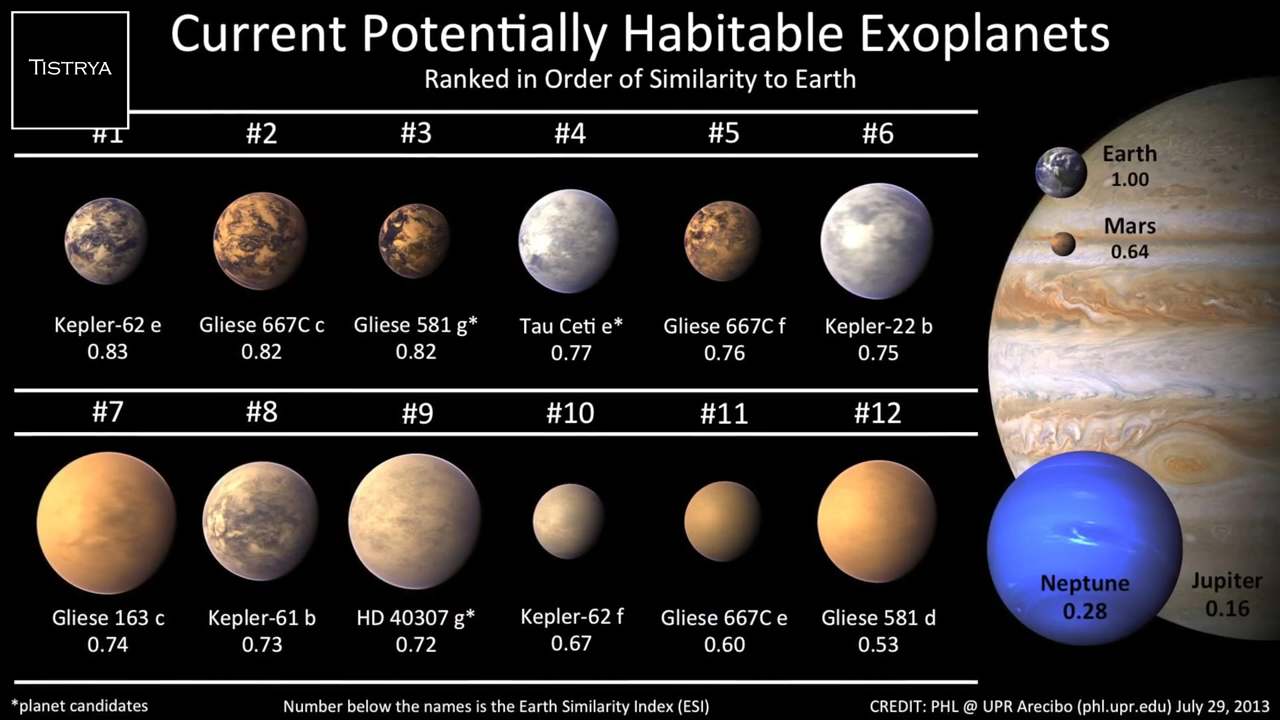 TISTRYA
Current Potentially Habitable Exoplanets
Ranked in Order of Similarity to Earth
#1 #2 #3 #4 #5 #6
Kepler-62 e Gliese 667C c Gliese 581 g* Tau Ceti e* Gliese 667C f Kepler-22 b
0.83 0.82 0.82 0.77 0.76 0.75
#7 #8 #9 #10 #11 #12
Gliese 163 c Kepler-61 b HD 40307 g* Kepler-62 f Gliese 667C e Gliese 581 d
0.74 0.73 0.72 0.67 0.60 0.53
Earth
1.00
Mars
0.64
Neptune
0.28
Jupiter
0.16
*planet candidates
Number below the names is the Earth Similarity Index (ESI)
CREDIT: PHL @ UPR Arecibo (phl.upr.edu) July 29, 2013